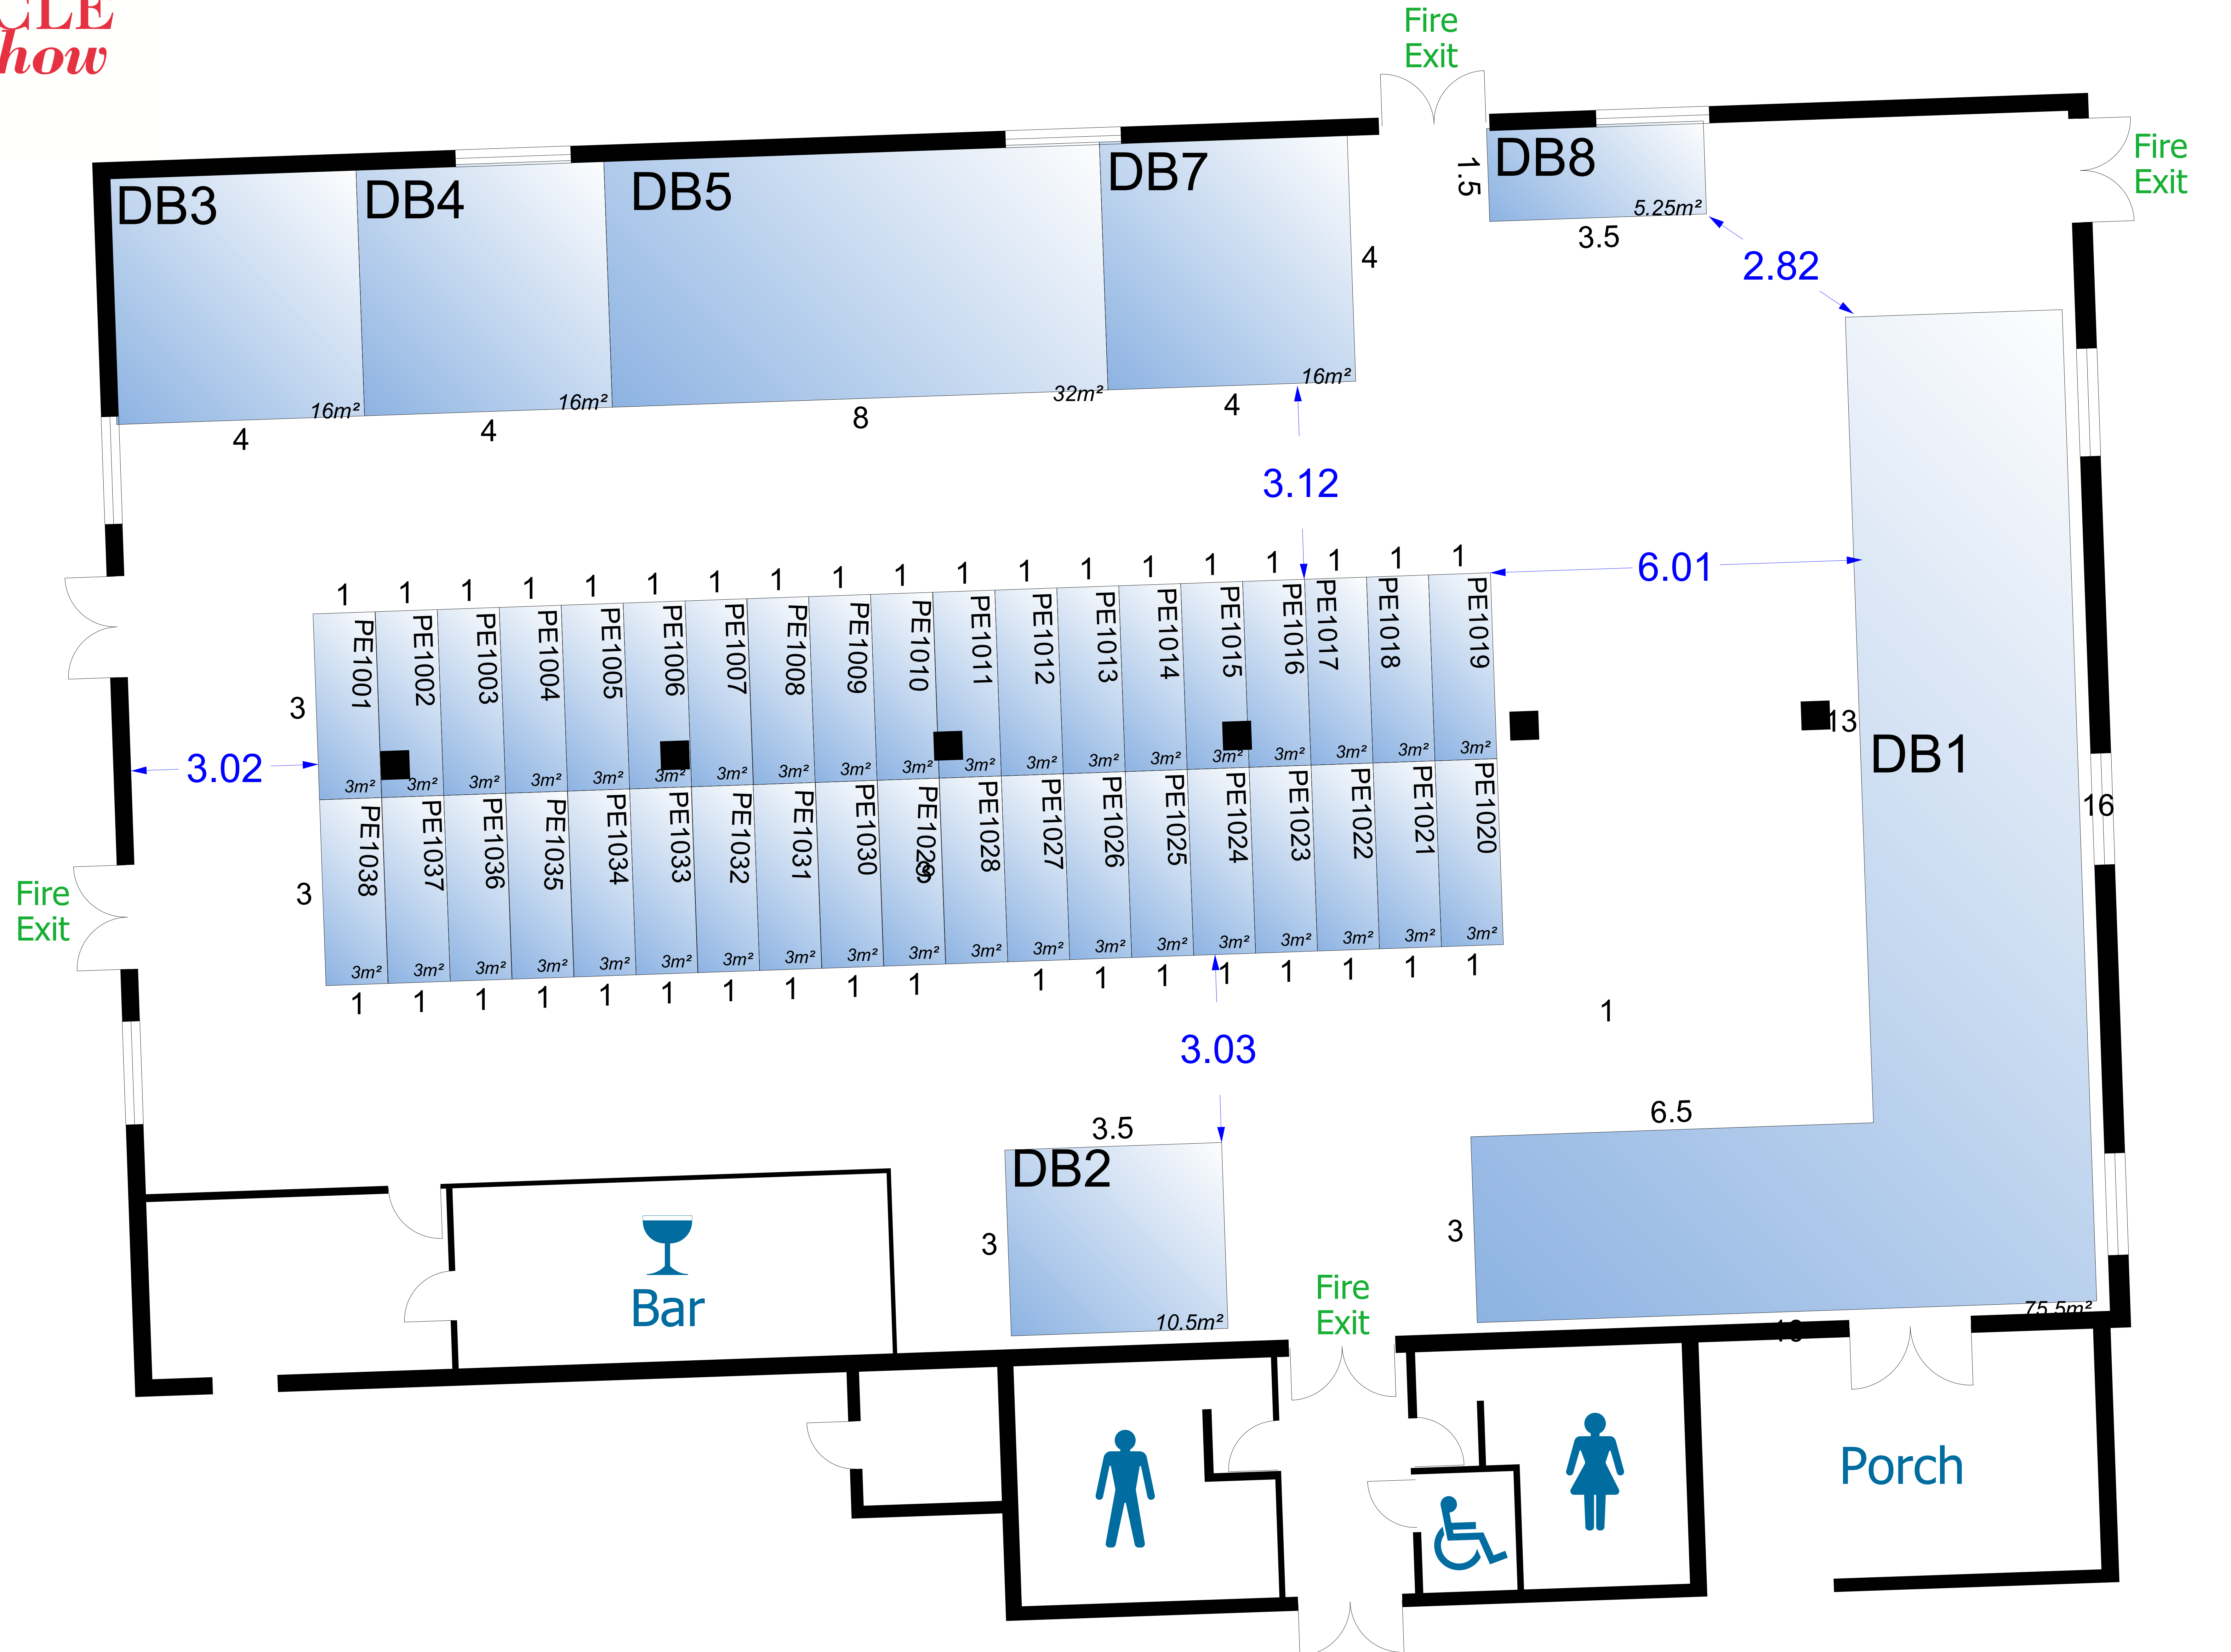 CLE
how
Fire
Exit
Fire
Exit
DB3
DB4
DB5
DB7
DB8
1.5
5.25m²
3.5
2.82
4
16m²
16m²
32m²
16m²
4
4
8
4
3.12
6.01
1 1 1 1 1 1 1 1 1 1 1 1 1 1 1 1 1 1 1
PE1001
PE1002
PE1003
PE1004
PE1005
PE1006
PE1007
PE1008
PE1009
PE1010
PE1011
PE1012
PE1013
PE1014
PE1015
PE1016
PE1017
PE1018
PE1019
3
3.02
3m² 3m² 3m² 3m² 3m² 3m² 3m² 3m² 3m² 3m² 3m² 3m² 3m² 3m² 3m² 3m² 3m² 3m² 3m²
13
DB1
16
PE1038
PE1037
PE1036
PE1035
PE1034
PE1033
PE1032
PE1031
PE1030
PE1029
PE1028
PE1027
PE1026
PE1025
PE1024
PE1023
PE1022
PE1021
PE1020
3
3m² 3m² 3m² 3m² 3m² 3m² 3m² 3m² 3m² 3m² 3m² 3m² 3m² 3m² 3m² 3m² 3m² 3m² 3m²
1 1 1 1 1 1 1 1 1 1 1 1 1 1 1 1 1 1
1
Fire
Exit
3.03
3.5
DB2
3
10.5m²
6.5
3
75.5m²
Bar
Fire
Exit
Porch